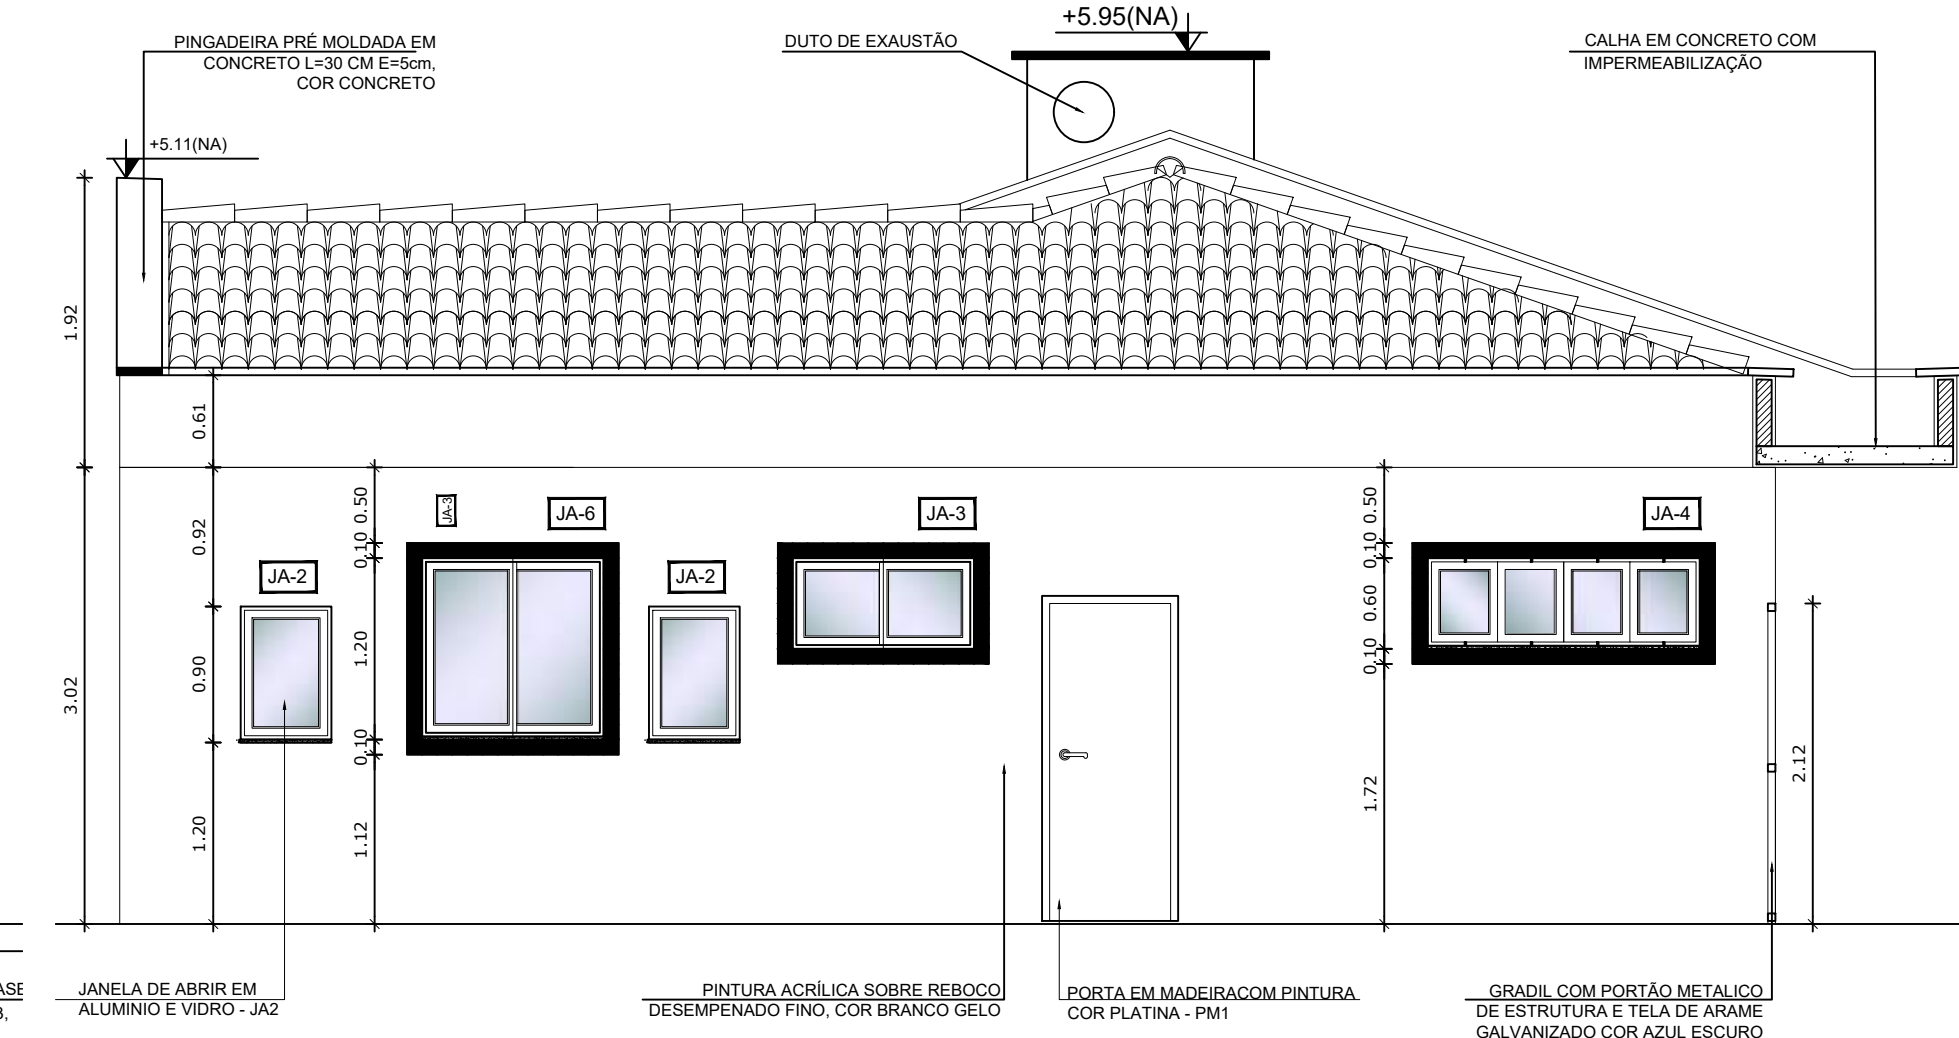 +5.95(NA)
PINGADEIRA PRÉ MOLDADA EM
CONCRETO L=30 CM E=5cm,
COR CONCRETO
DUTO DE EXAUSTÃO
CALHA EM CONCRETO COM
IMPERMEABILIZAÇÃO
+5.11(NA)
1.92
0.61
3.02
0.92
0.90
1.20
0.50
0.10
1.20
0.10
1.12
JA-2
JA-3
JA-6
JA-2
JA-3
0.50
0.10
0.60
0.10
1.72
JA-4
2.12
JANELA DE ABRIR EM
ALUMINIO E VIDRO - JA2
PINTURA ACRÍLICA SOBRE REBOCO
DESEMPENADO FINO, COR BRANCO GELO
PORTA EM MADEIRACOM PINTURA
COR PLATINA - PM1
GRADIL COM PORTÃO METALICO
DE ESTRUTURA E TELA DE ARAME
GALVANIZADO COR AZUL ESCURO